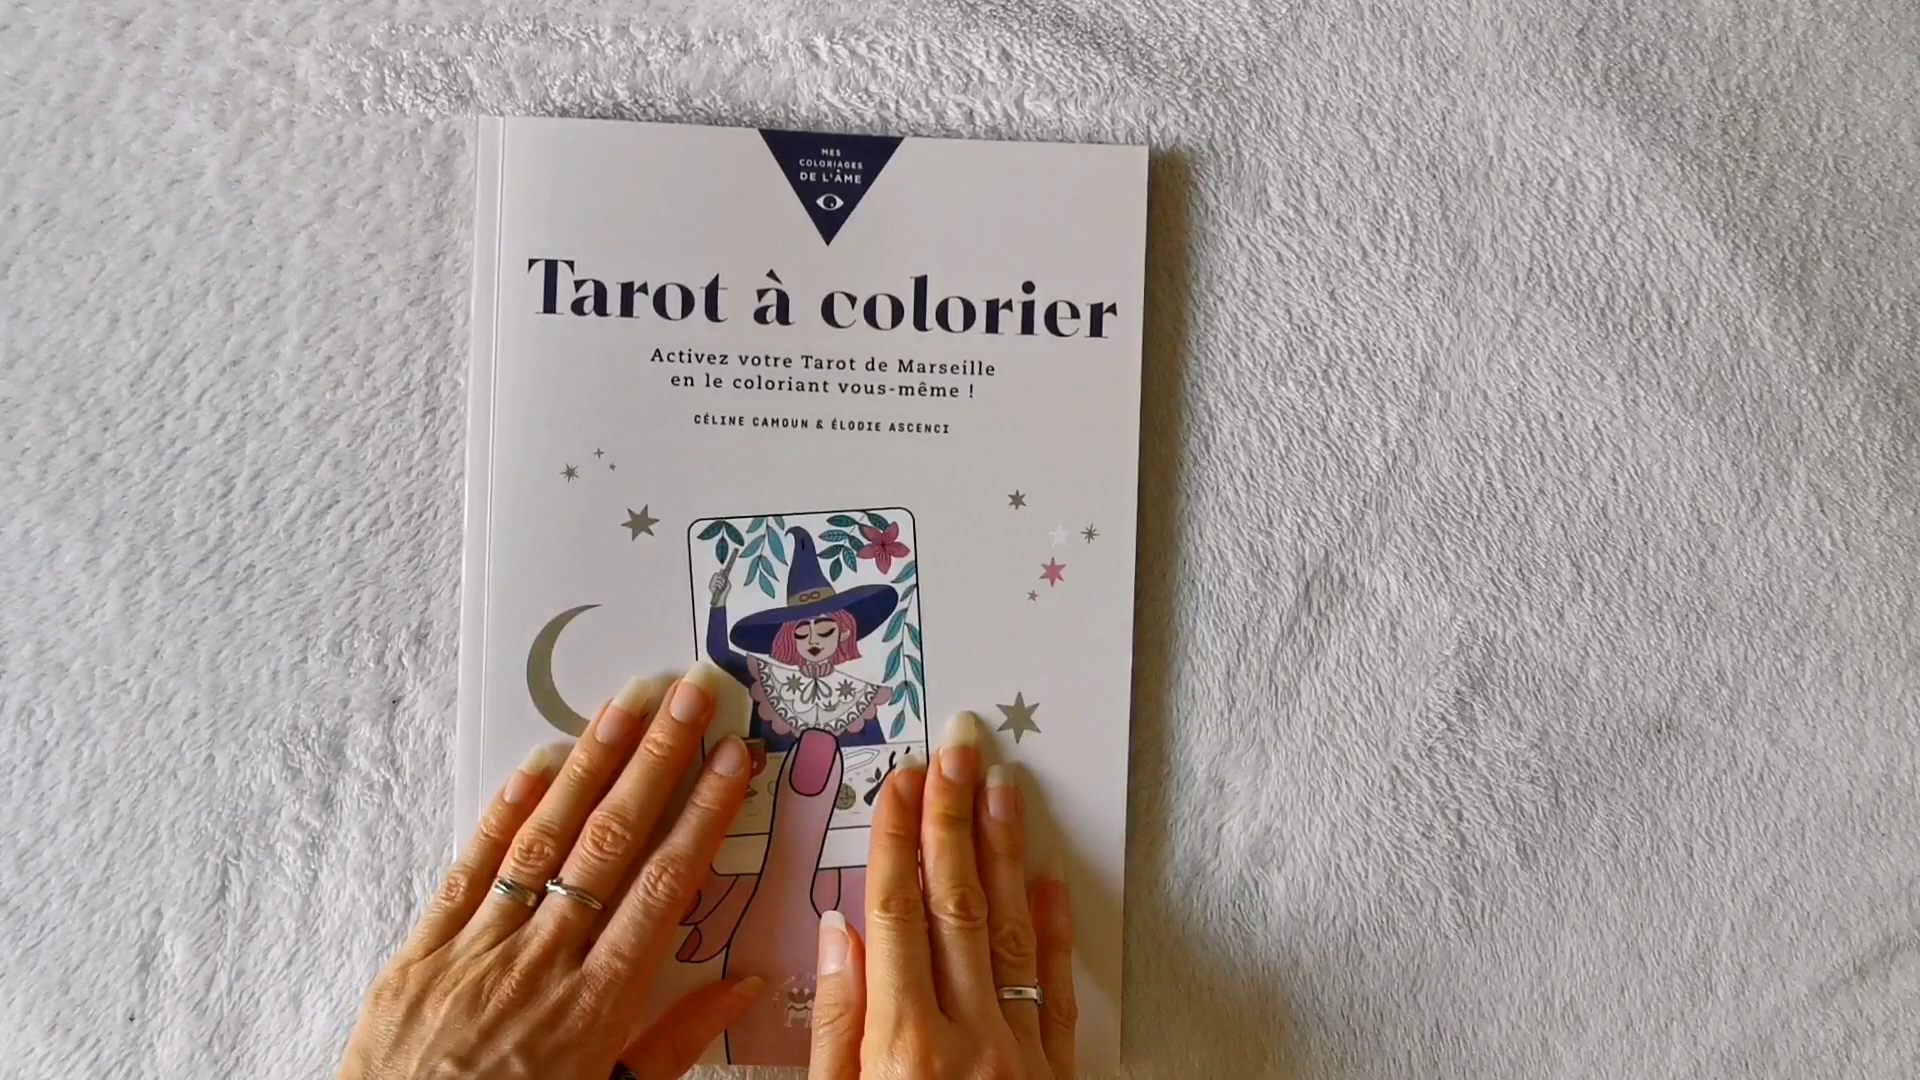 MES
COLORIAGES
DE L'ÂME
Tarot à colorier
Activez votre Tarot de Marseille
en le coloriant vous-même !
CÉLINE CAMOUN & ÉLODIE ASCENCI